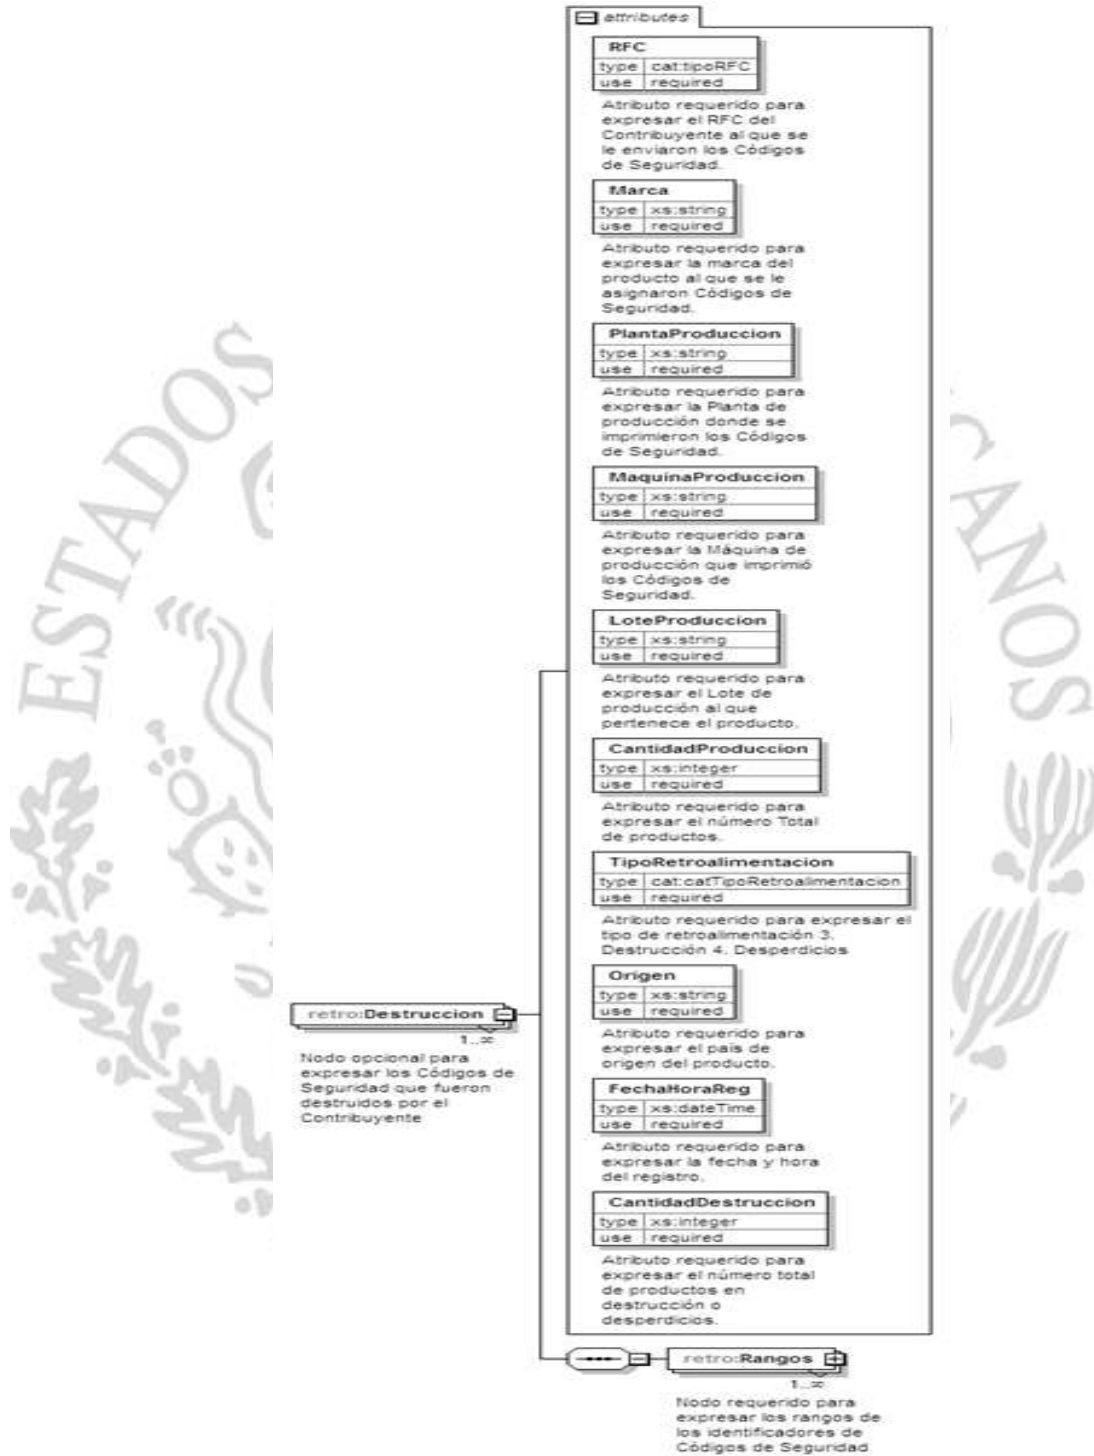 attributes
RFC
type cat:tipoRFC
use required
Atributo requerido para
expresar el RFC del
Contribuyente al que se
le enviaron los Códigos
de Seguridad.
Marca
type xs:string
use required
Atributo requerido para
expresar la marca del
producto al que se le
asignaron Códigos de
Seguridad.
PlantaProduccion
type xs:string
use required
Atributo requerido para
expresar la Planta de
producción donde se
imprimieron los Códigos
de Seguridad.
MaquinaProduccion
type xs:string
use required
Atributo requerido para
expresar la Máquina de
producción que imprimió
los Códigos de
Seguridad.
LoteProduccion
type xs:string
use required
Atributo requerido para
expresar el Lote de
producción al que
pertenece el producto.
CantidadProduccion
type xs:integer
use required
Atributo requerido para
expresar el número Total
de productos.
TipoRetroalimentacion
type cat:catTipoRetroalimentacion
use required
Atributo requerido para expresar el
tipo de retroalimentación 3.
Destrucción 4. Desperdicios
Origen
type xs:string
use required
Atributo requerido para
expresar el país de
origen del producto.
FechaHoraReg
type xs:dateTime
use required
Atributo requerido para
expresar la fecha y hora
del registro.
CantidadDestruccion
type xs:integer
use required
Atributo requerido para
expresar el número total
de productos en
destrucción o
desperdicios.
retro:Destruccion
1..∞
Nodo opcional para
expresar los Códigos de
Seguridad que fueron
destruidos por el
Contribuyente
retro:Rangos
1..∞
Nodo requerido para
expresar los rangos de
los identificadores de
Códigos de Seguridad
ESTADOS
CANOS